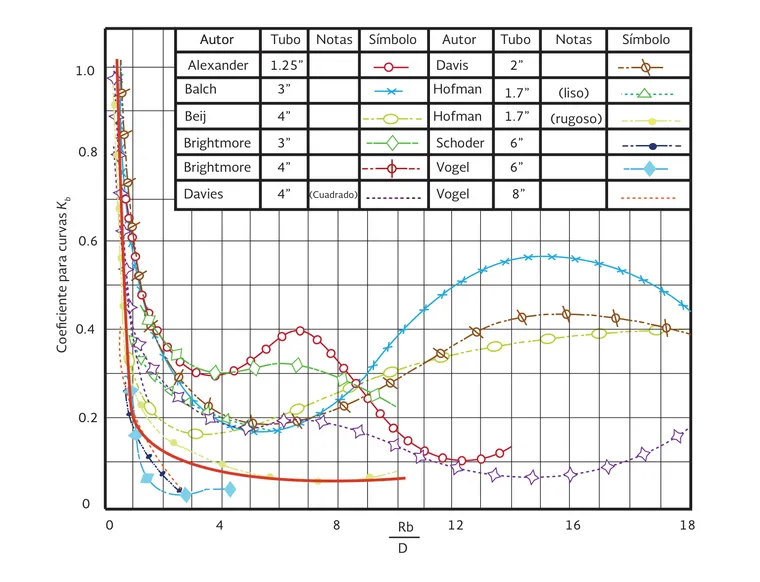 Autor Tubo Notas Símbolo Autor Tubo Notas Símbolo
Alexander 1.25” Davis 2”
Balch 3” Hofman 1.7” (liso)
Beij 4” Hofman 1.7” (rugoso)
Brightmore 3” Schoder 6”
Brightmore 4” Vogel 6”
Davies 4” (Cuadrado) Vogel 8”
Coeficiente para curvas Kb
1.0
0.8
0.6
0.4
0.2
0
0 4 8 12 16 18
Rb
D